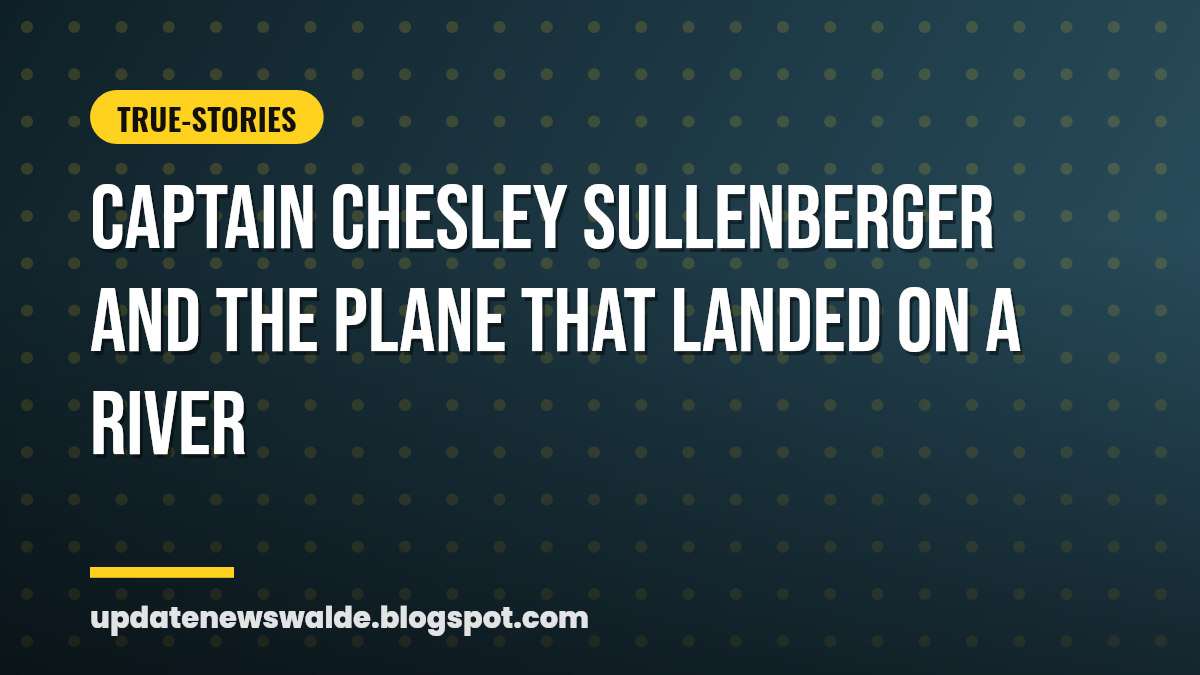 TRUE-STORIES
CAPTAIN CHESLEY SULLENBERGER
AND THE PLANE THAT LANDED ON A
RIVER
updatenewswalde.blogspot.com